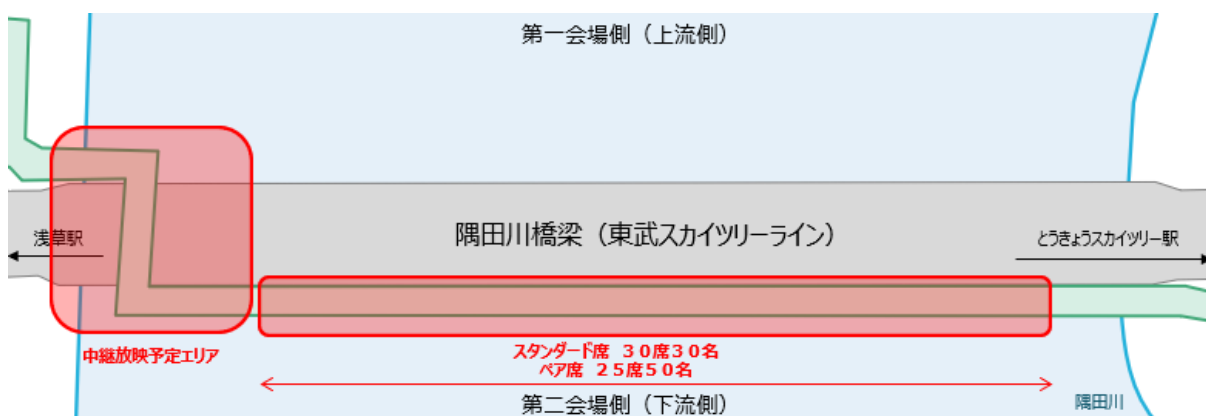 第一会場側（上流側）
浅草駅
隅田川橋梁（東武スカイツリーライン）
とうきょうスカイツリー駅
中継放映予定エリア
スタンダード席 ３０席３０名
ペア席 ２５席５０名
第二会場側（下流側）
隅田川